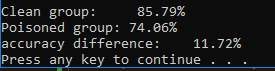 Clean group:    85.79%
Poisoned group: 74.06%
accuracy difference:    11.72%
Press any key to continue . . .